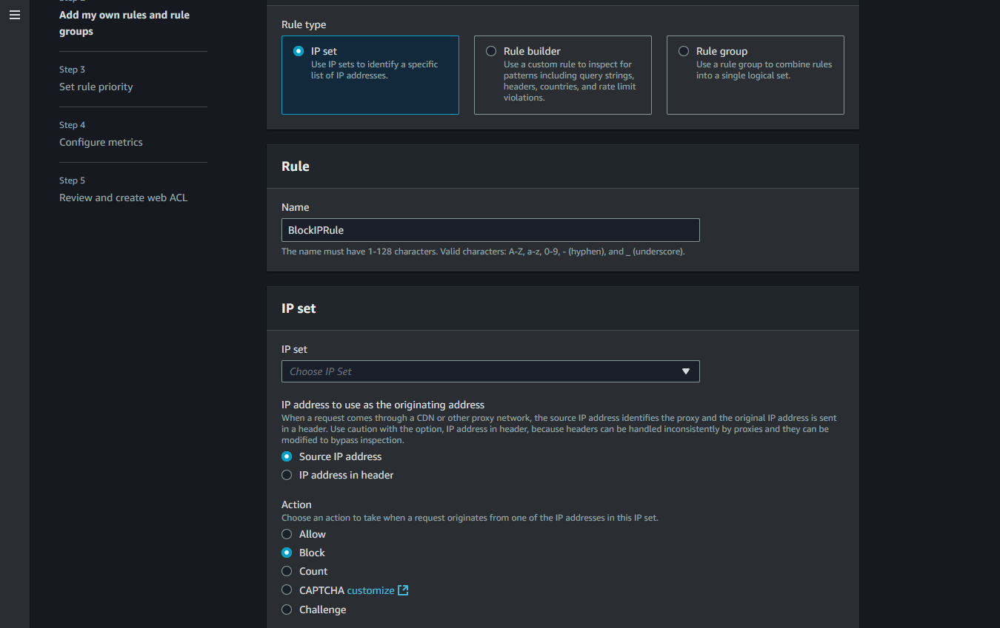 Add my own rules and rule
groups
Step 3
Set rule priority
Step 4
Configure metrics
Step 5
Review and create web ACL
Rule type
IP set
Use IP sets to identify a specific
list of IP addresses.
Rule builder
Use a custom rule to inspect for
patterns including query strings,
headers, countries, and rate limit
violations.
Rule group
Use a rule group to combine rules
into a single logical set.
Rule
Name
BlockIPRule
The name must have 1-128 characters. Valid characters: A-Z, a-z, 0-9, - (hyphen), and _ (underscore).
IP set
IP set
Choose IP Set
IP address to use as the originating address
When a request comes through a CDN or other proxy network, the source IP address identifies the proxy and the original IP address is sent
in a header. Use caution with the option, IP address in header, because headers can be handled inconsistently by proxies and they can be
modified to bypass inspection.
Source IP address
IP address in header
Action
Choose an action to take when a request originates from one of the IP addresses in this IP set.
Allow
Block
Count
CAPTCHA customize
Challenge